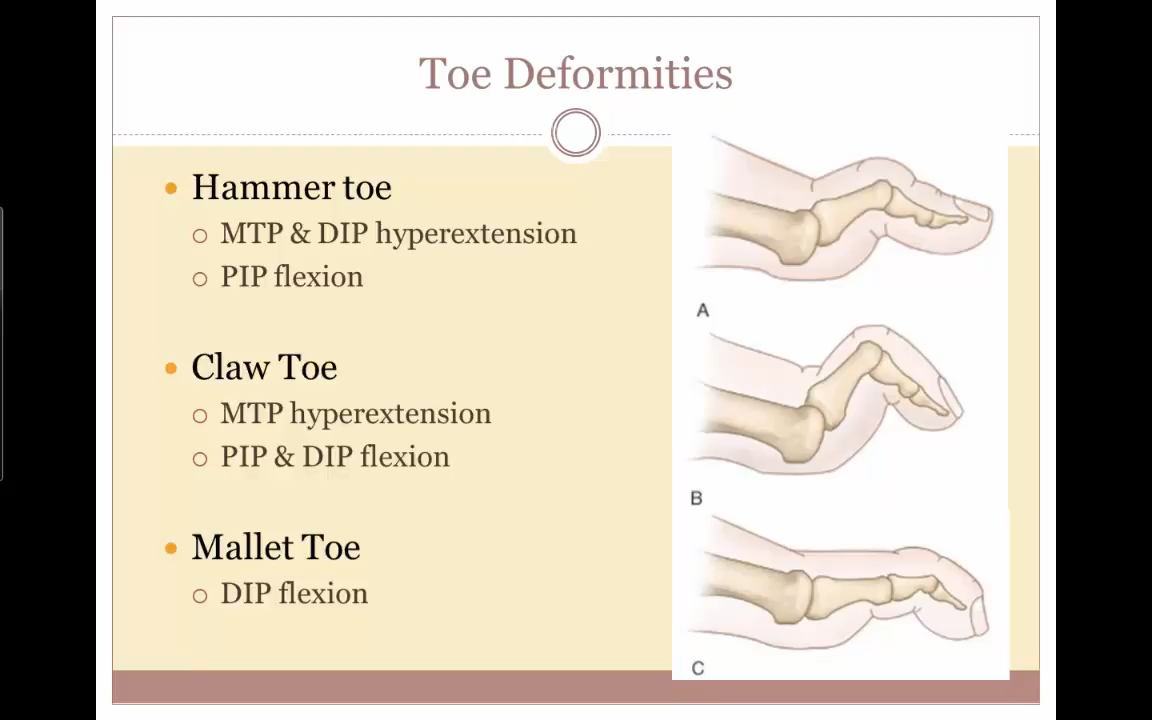 Toe Deformities
Hammer toe
MTP & DIP hyperextension
PIP flexion
A
Claw Toe
MTP hyperextension
PIP & DIP flexion
B
Mallet Toe
DIP flexion
C